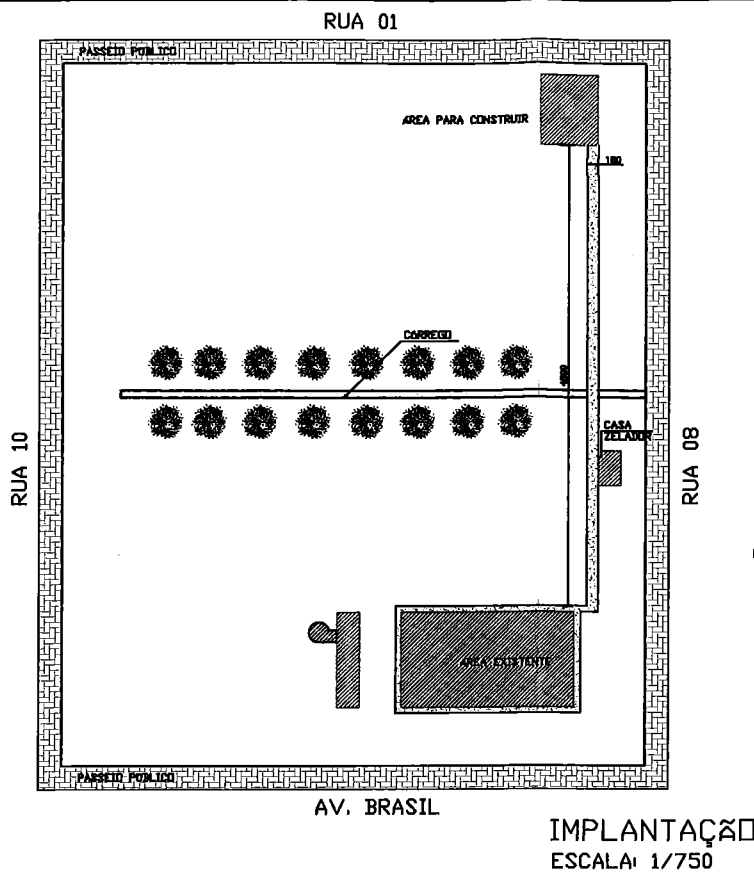 RUA 01
PASSEIO PUBLICO
AREA PARA CONSTRUIR
CORREGO
CASA
ZELADOR
RUA 10
RUA 08
AREA EXISTENTE
PASSEIO PUBLICO
AV. BRASIL
IMPLANTAÇÃO
ESCALA: 1/750